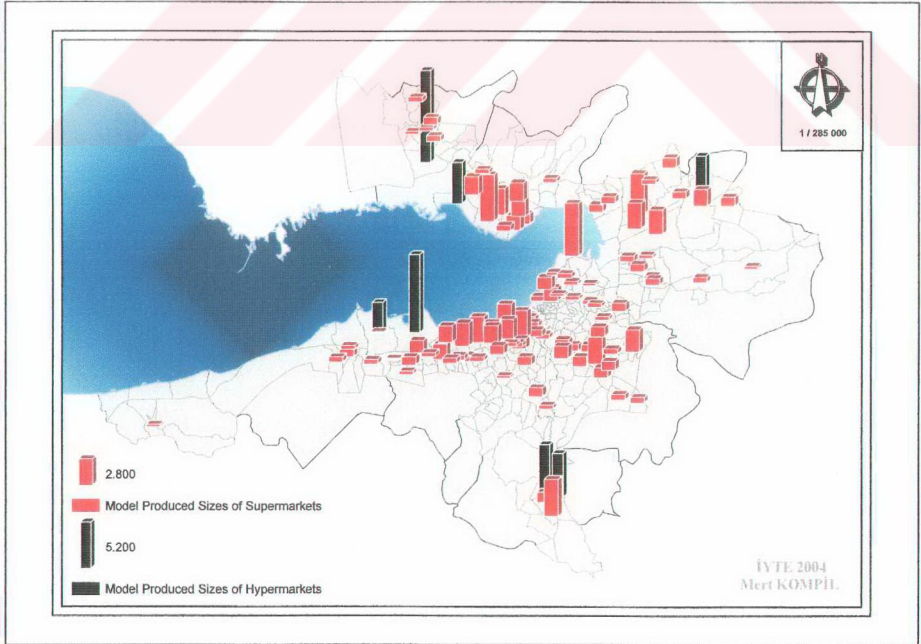 N
1 / 285 000
2.800
Model Produced Sizes of Supermarkets
5.200
Model Produced Sizes of Hypermarkets
İYTE 2004
Mert KOMPİL